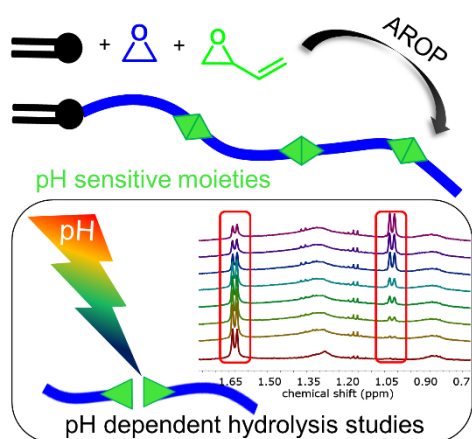 + O + O
AROP
pH sensitive moieties
pH
1.65 1.50 1.35 1.20 1.05 0.90 0.7
chemical shift (ppm)
pH dependent hydrolysis studies